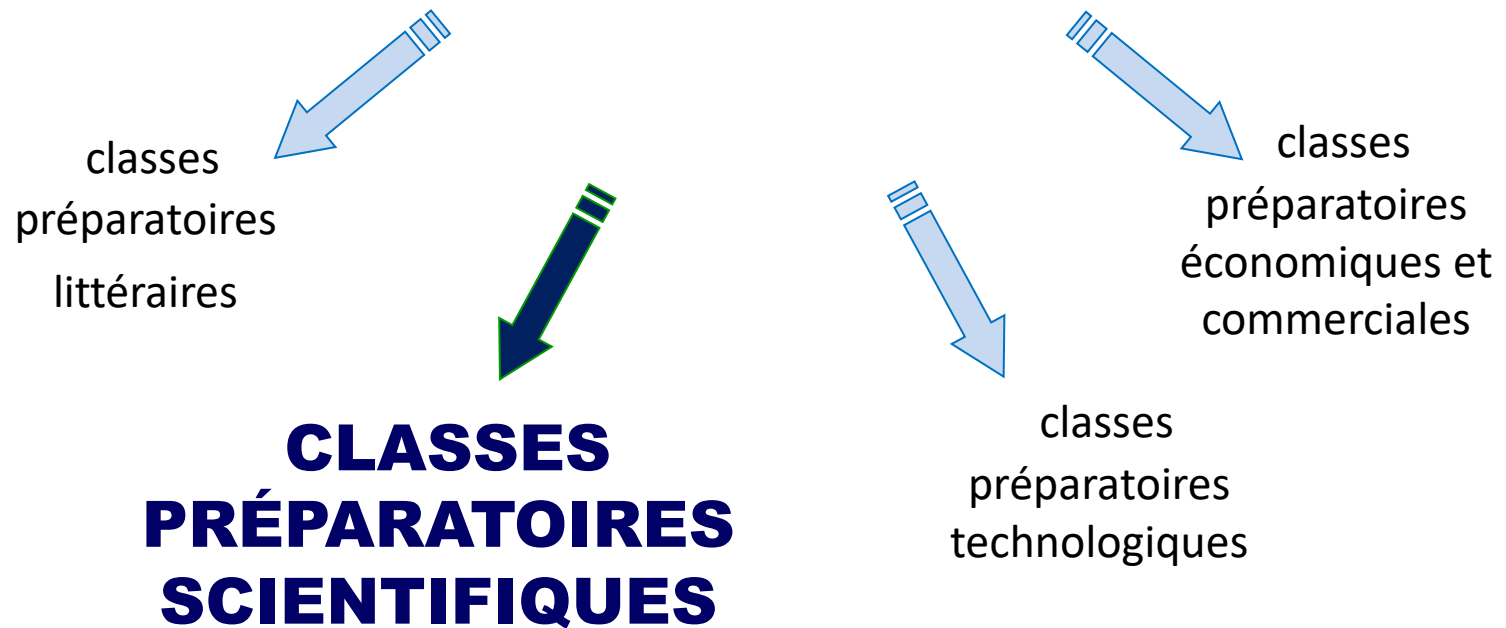 classes
préparatoires
littéraires
CLASSES
PRÉPARATOIRES
SCIENTIFIQUES
classes
préparatoires
technologiques
classes
préparatoires
économiques et
commerciales